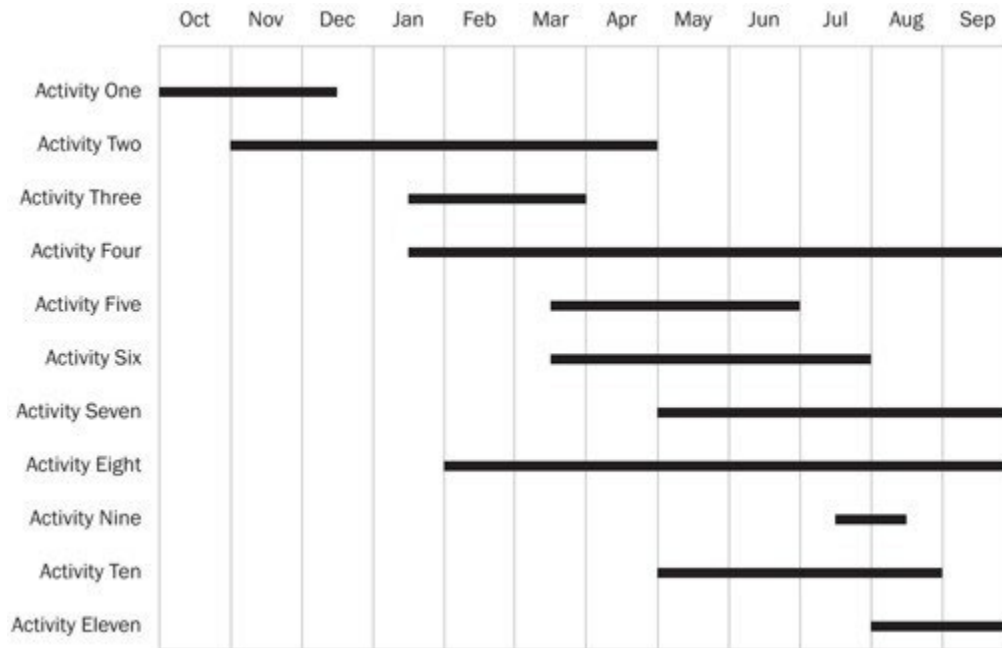 Oct Nov Dec Jan Feb Mar Apr May Jun Jul Aug Sep
Activity One
Activity Two
Activity Three
Activity Four
Activity Five
Activity Six
Activity Seven
Activity Eight
Activity Nine
Activity Ten
Activity Eleven